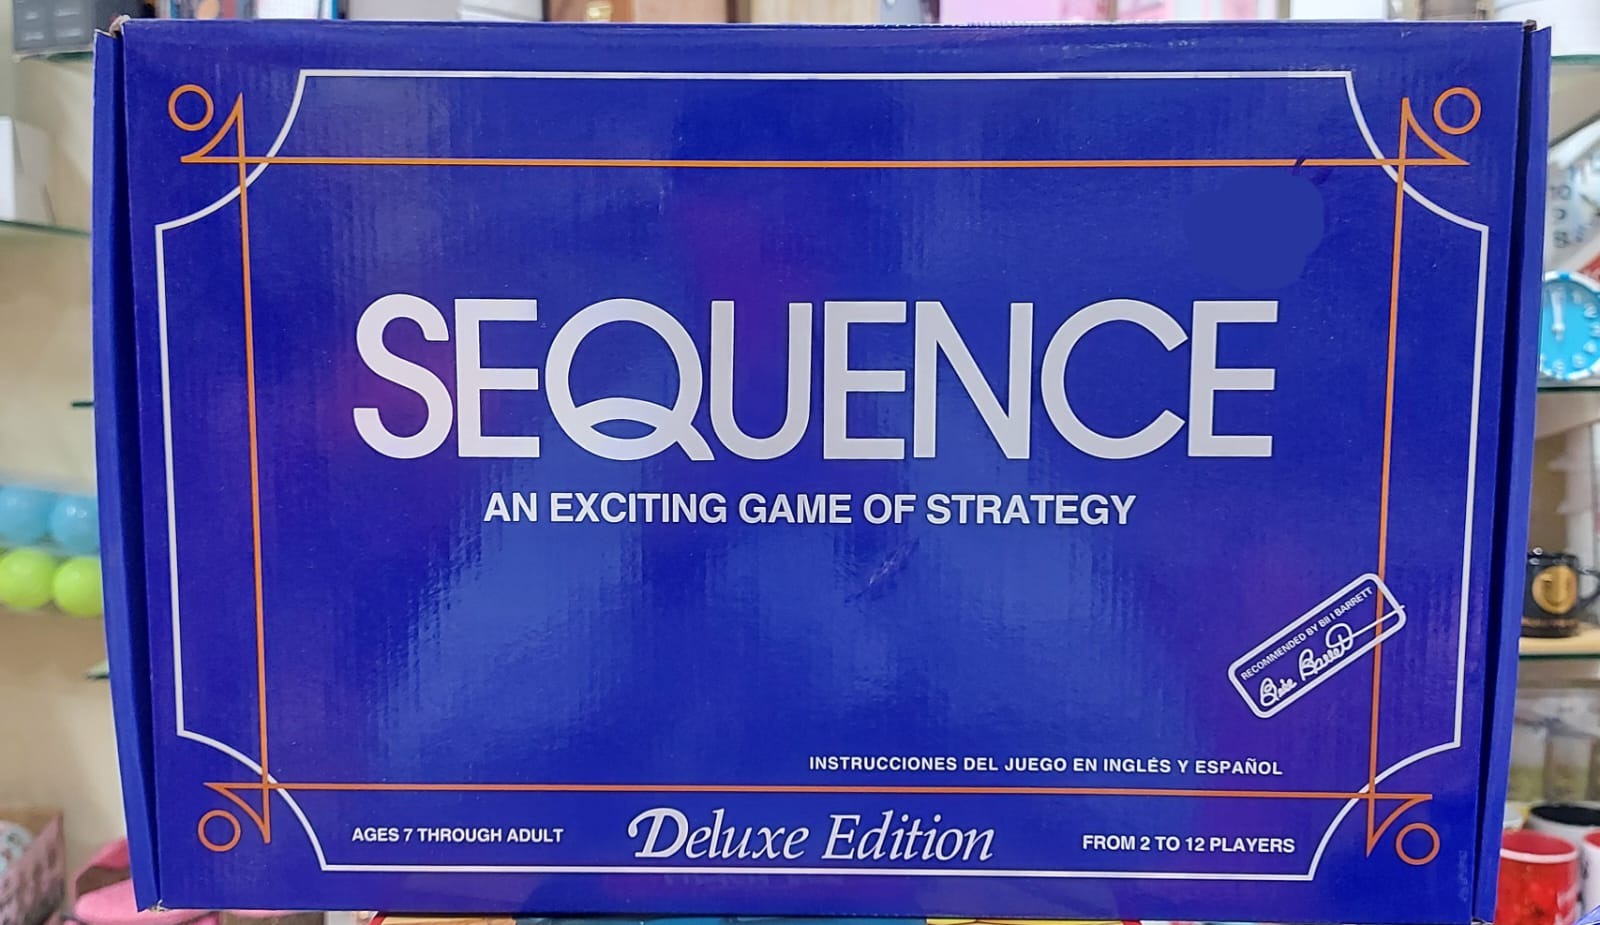 SEQUENCE
AN EXCITING GAME OF STRATEGY
RECOMMENDED BY Bill BARRETT
INSTRUCCIONES DEL JUEGO EN INGLÉS Y ESPAÑOL
AGES 7 THROUGH ADULT
Deluxe Edition
FROM 2 TO 12 PLAYERS